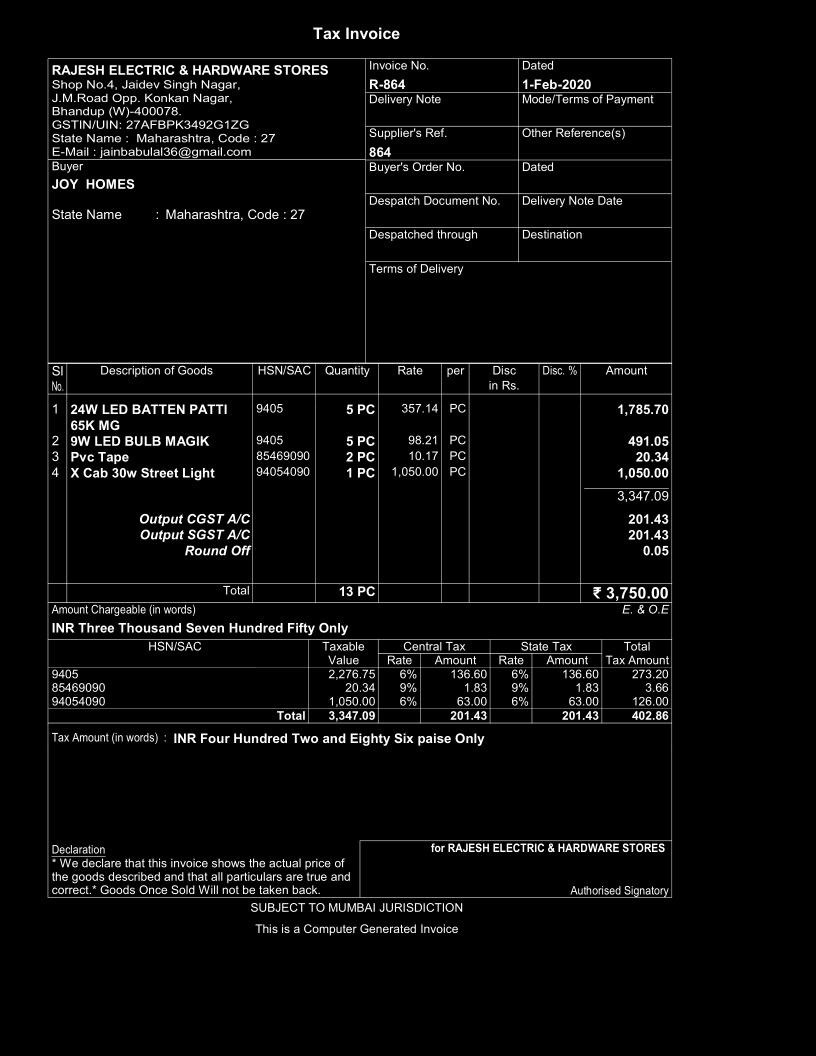 Tax Invoice
RAJESH ELECTRIC & HARDWARE STORES
Shop No.4, Jaidev Singh Nagar,
J.M.Road Opp. Konkan Nagar,
Bhandup (W)-400078.
GSTIN/UIN: 27AFBPK3492G1ZG
State Name : Maharashtra, Code : 27
E-Mail : jainbabulal36@gmail.com
Invoice No. Dated
R-864 1-Feb-2020
Delivery Note Mode/Terms of Payment
Supplier's Ref. Other Reference(s)
864
Buyer
JOY HOMES
State Name : Maharashtra, Code : 27
Buyer's Order No. Dated
Despatch Document No. Delivery Note Date
Despatched through Destination
Terms of Delivery
Sl Description of Goods HSN/SAC Quantity Rate per Disc Disc. % Amount
No. in Rs.
1 24W LED BATTEN PATTI 9405 5 PC 357.14 PC 1,785.70
65K MG
2 9W LED BULB MAGIK 9405 5 PC 98.21 PC 491.05
3 Pvc Tape 85469090 2 PC 10.17 PC 20.34
4 X Cab 30w Street Light 94054090 1 PC 1,050.00 PC 1,050.00
3,347.09
Output CGST A/C 201.43
Output SGST A/C 201.43
Round Off 0.05
Total 13 PC ₹ 3,750.00
Amount Chargeable (in words) E. & O.E
INR Three Thousand Seven Hundred Fifty Only
HSN/SAC Taxable Central Tax State Tax Total
Value Rate Amount Rate Amount Tax Amount
9405 2,276.75 6% 136.60 6% 136.60 273.20
85469090 20.34 9% 1.83 9% 1.83 3.66
94054090 1,050.00 6% 63.00 6% 63.00 126.00
Total 3,347.09 201.43 201.43 402.86
Tax Amount (in words) : INR Four Hundred Two and Eighty Six paise Only
Declaration
* We declare that this invoice shows the actual price of
the goods described and that all particulars are true and
correct.* Goods Once Sold Will not be taken back.
for RAJESH ELECTRIC & HARDWARE STORES
Authorised Signatory
SUBJECT TO MUMBAI JURISDICTION
This is a Computer Generated Invoice